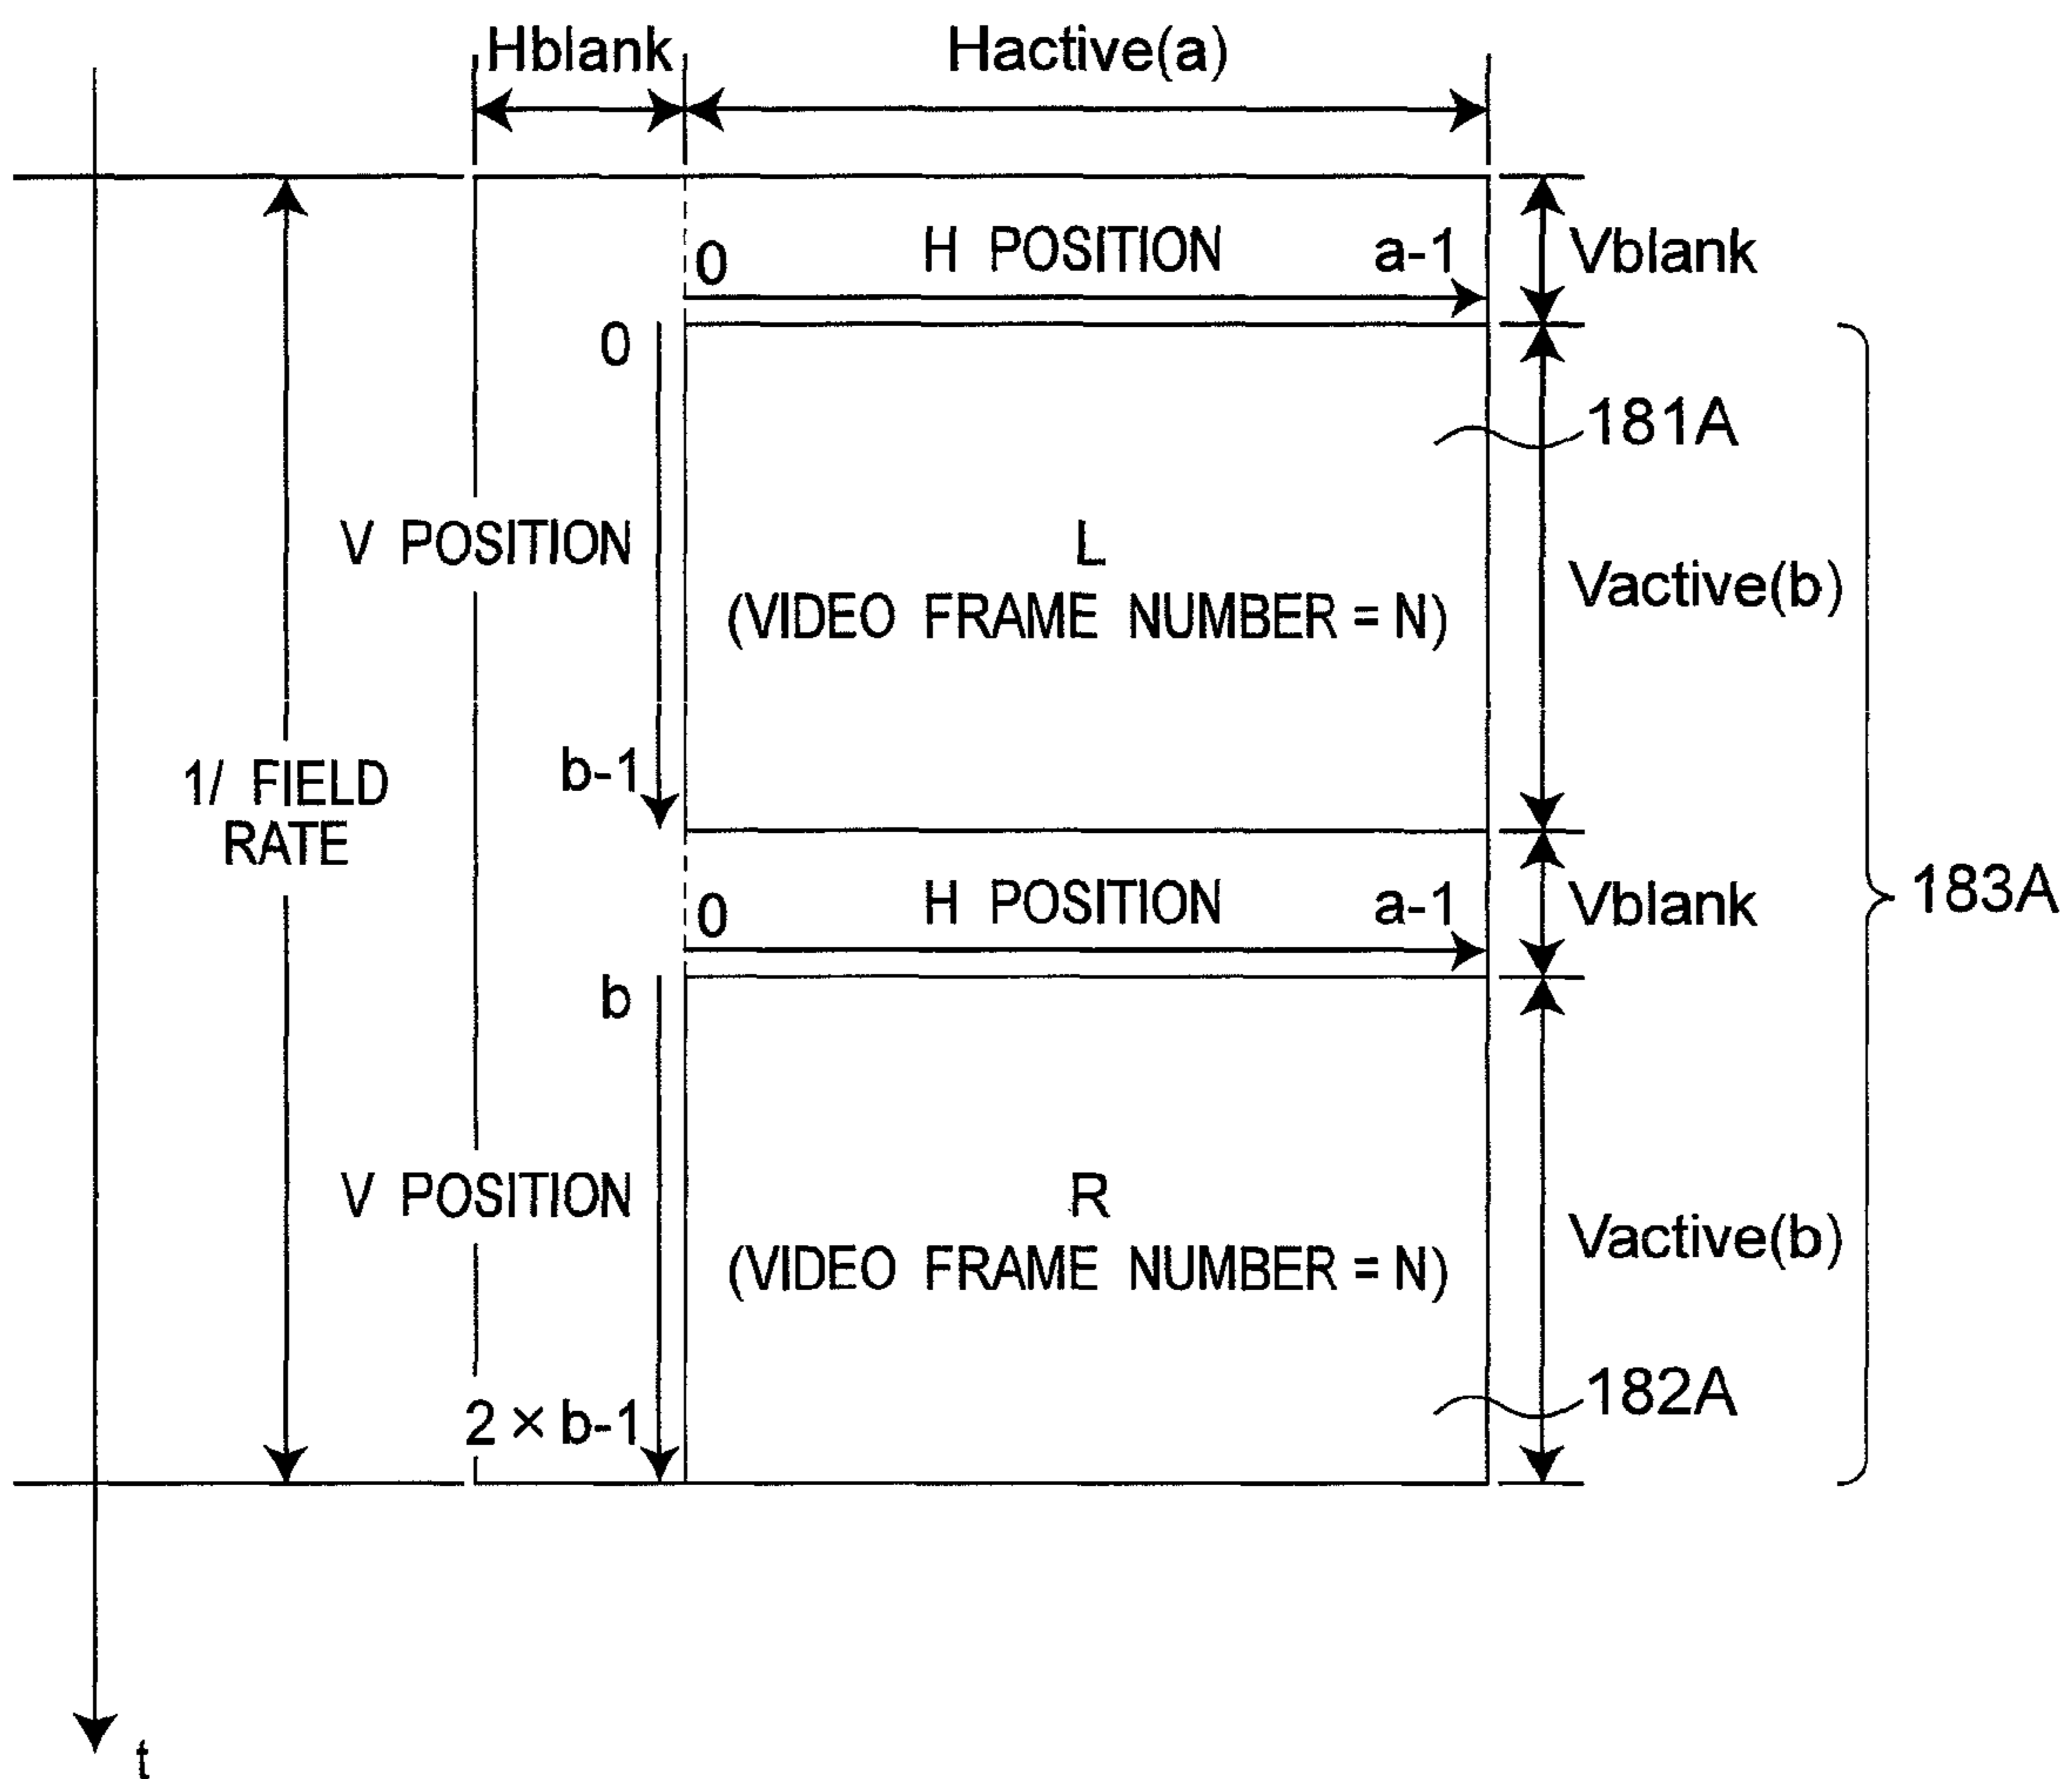 Hblank
Hactive(a)
0 H POSITION a-1
Vblank
0
181A
V POSITION
L
(VIDEO FRAME NUMBER = N)
Vactive(b)
b-1
1/ FIELD
RATE
0 H POSITION a-1
Vblank
183A
b
V POSITION
R
(VIDEO FRAME NUMBER = N)
Vactive(b)
182A
2 × b-1
t